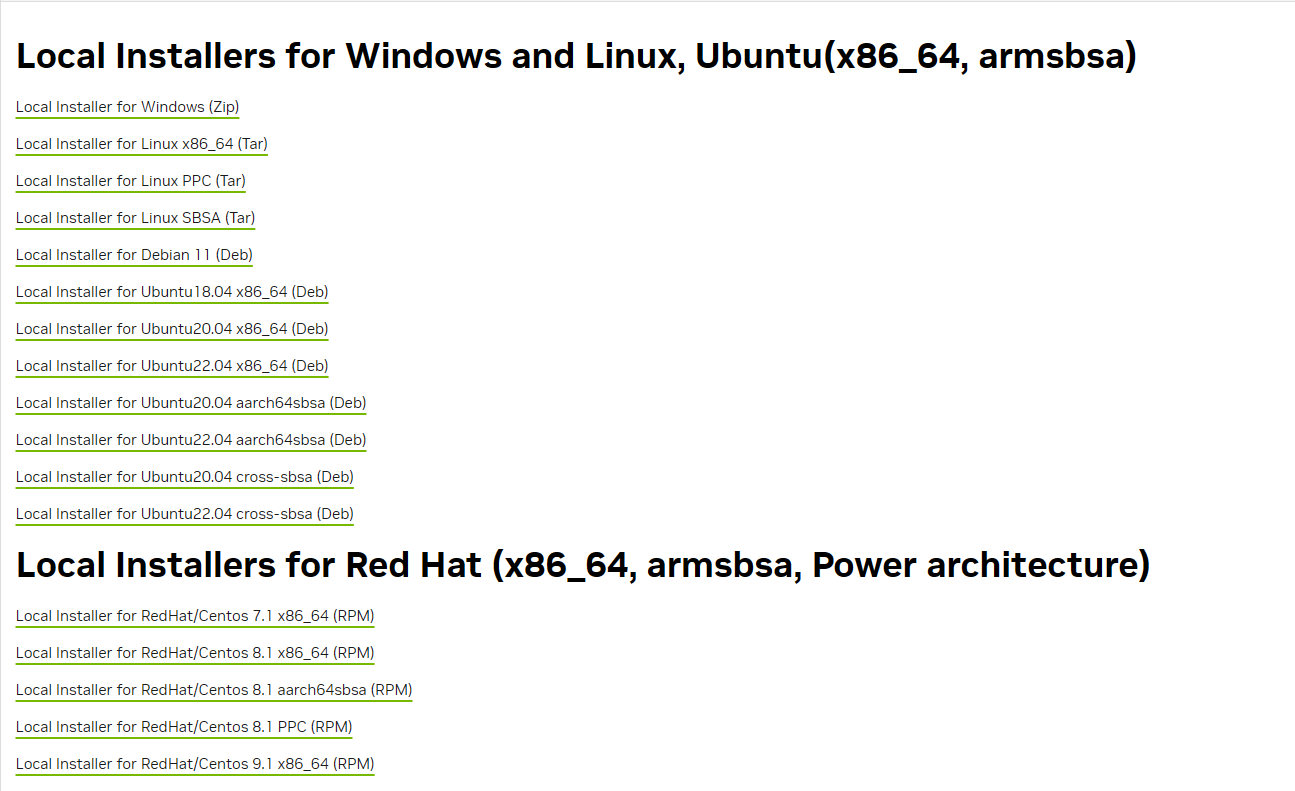 Local Installers for Windows and Linux, Ubuntu(x86_64, armsbsa)
Local Installer for Windows (Zip)
Local Installer for Linux x86_64 (Tar)
Local Installer for Linux PPC (Tar)
Local Installer for Linux SBSA (Tar)
Local Installer for Debian 11 (Deb)
Local Installer for Ubuntu18.04 x86_64 (Deb)
Local Installer for Ubuntu20.04 x86_64 (Deb)
Local Installer for Ubuntu22.04 x86_64 (Deb)
Local Installer for Ubuntu20.04 aarch64sbsa (Deb)
Local Installer for Ubuntu22.04 aarch64sbsa (Deb)
Local Installer for Ubuntu20.04 cross-sbsa (Deb)
Local Installer for Ubuntu22.04 cross-sbsa (Deb)
Local Installers for Red Hat (x86_64, armsbsa, Power architecture)
Local Installer for RedHat/Centos 7.1 x86_64 (RPM)
Local Installer for RedHat/Centos 8.1 x86_64 (RPM)
Local Installer for RedHat/Centos 8.1 aarch64sbsa (RPM)
Local Installer for RedHat/Centos 8.1 PPC (RPM)
Local Installer for RedHat/Centos 9.1 x86_64 (RPM)